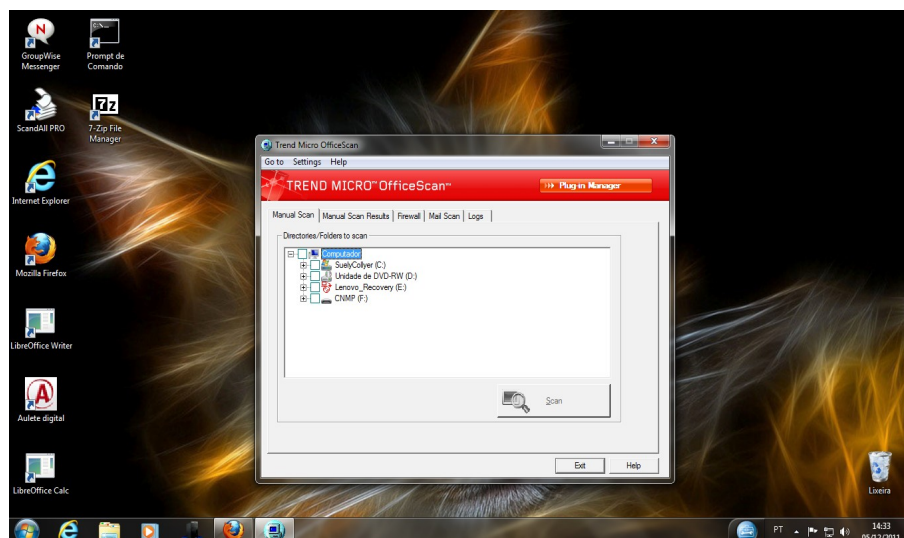 GroupWise
Messenger
Prompt de
Comando
ScandAll PRO
7-Zip File
Manager
Internet Explorer
Mozilla Firefox
LibreOffice Writer
Aulete digital
LibreOffice Calc
Trend Micro OfficeScan
Go to Settings Help
TREND MICRO™ OfficeScan™
Plug-in Manager
Manual Scan Manual Scan Results Firewall Mail Scan Logs
Directories/Folders to scan
Computador
SuelyCollyer (C:)
Unidade de DVD-RW (D:)
Lenovo_Recovery (E:)
CNMP (F:)
Scan
Exit Help
Lixeira
PT
14:33
05/12/2011